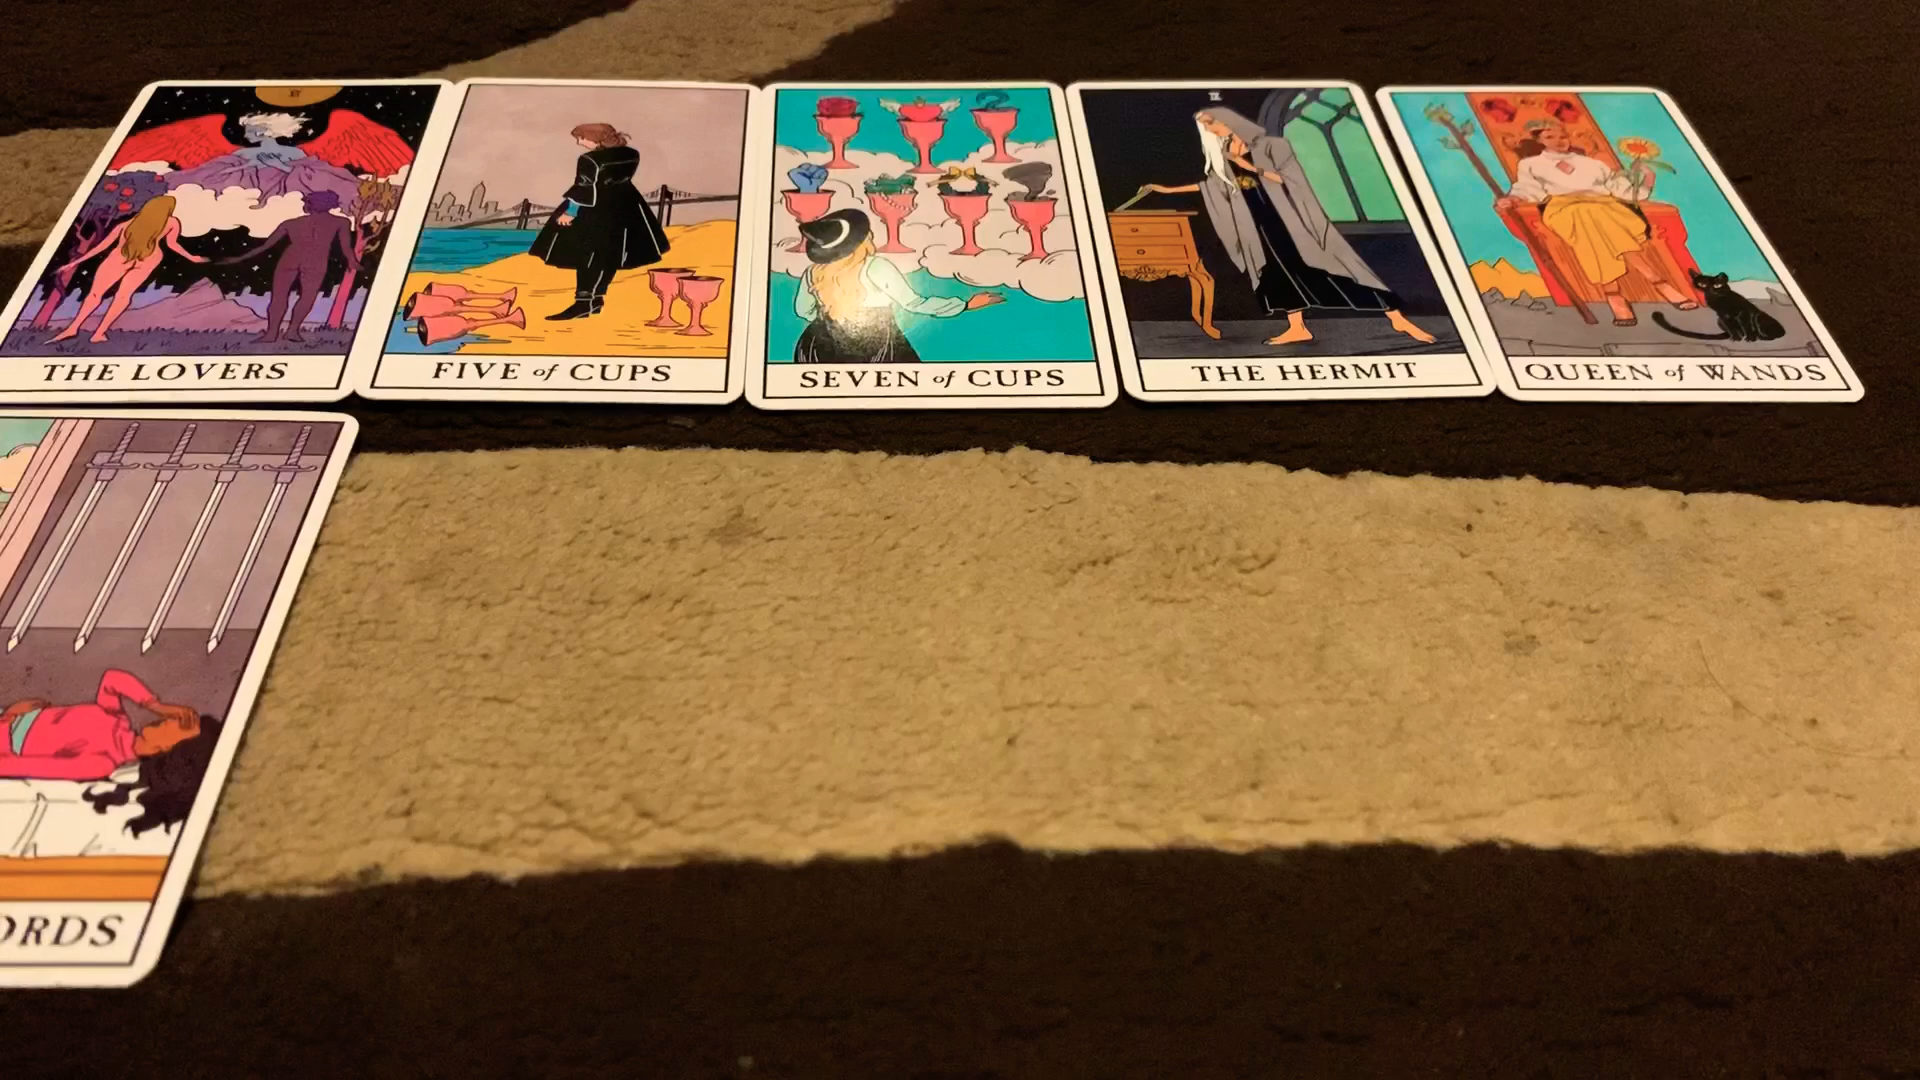 THE LOVERS
FIVE of CUPS
SEVEN of CUPS
THE HERMIT
QUEEN of WANDS
ORDS